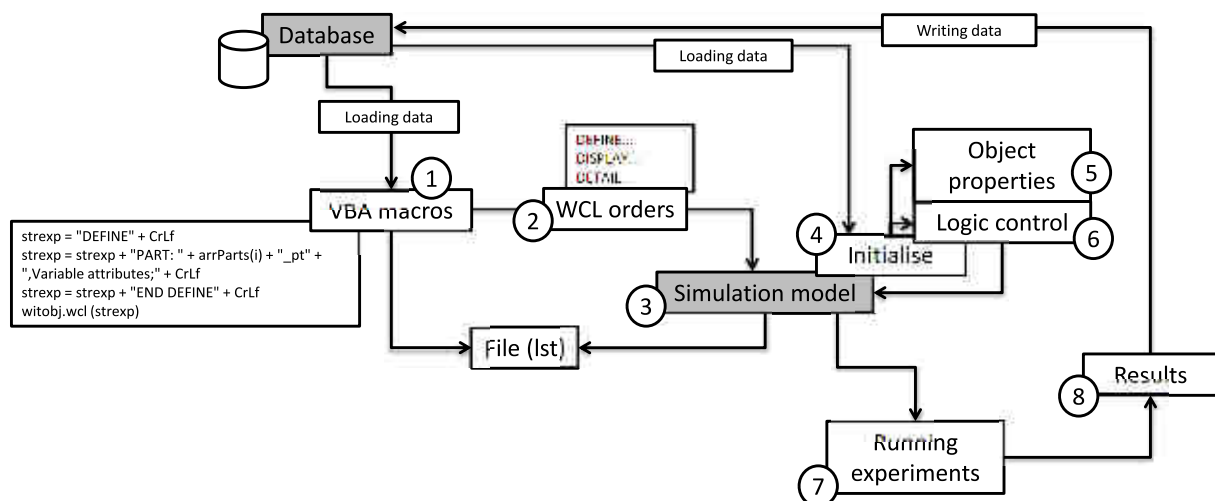 Database
Writing data
Loading data
Loading data
DEFINE...
DISPLAY...
DETAIL...
Object
properties
5
1
VBA macros
2
WCL orders
Logic control
6
4
Initialise
strexp = "DEFINE" + CrLf
strexp = strexp + "PART: " + arrParts(i) + "_pt" +
",Variable attributes;" + CrLf
strexp = strexp + "END DEFINE" + CrLf
witobj.wcl (strexp)
3
Simulation model
File (lst)
Results
8
Running
experiments
7